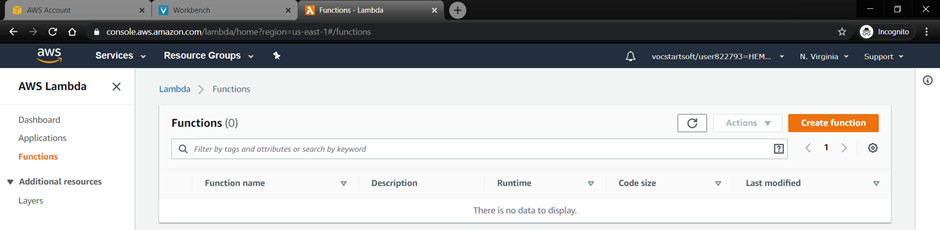 AWS Account
Workbench
Functions - Lambda
console.aws.amazon.com/lambda/home?region=us-east-1#/functions
Incognito
aws
Services
Resource Groups
vocstartsoft/user822793=HEM...
N. Virginia
Support
AWS Lambda
Lambda > Functions
Dashboard
Applications
Functions
Additional resources
Layers
Functions (0)
Actions
Create function
Filter by tags and attributes or search by keyword
1
Function name
Description
Runtime
Code size
Last modified
There is no data to display.